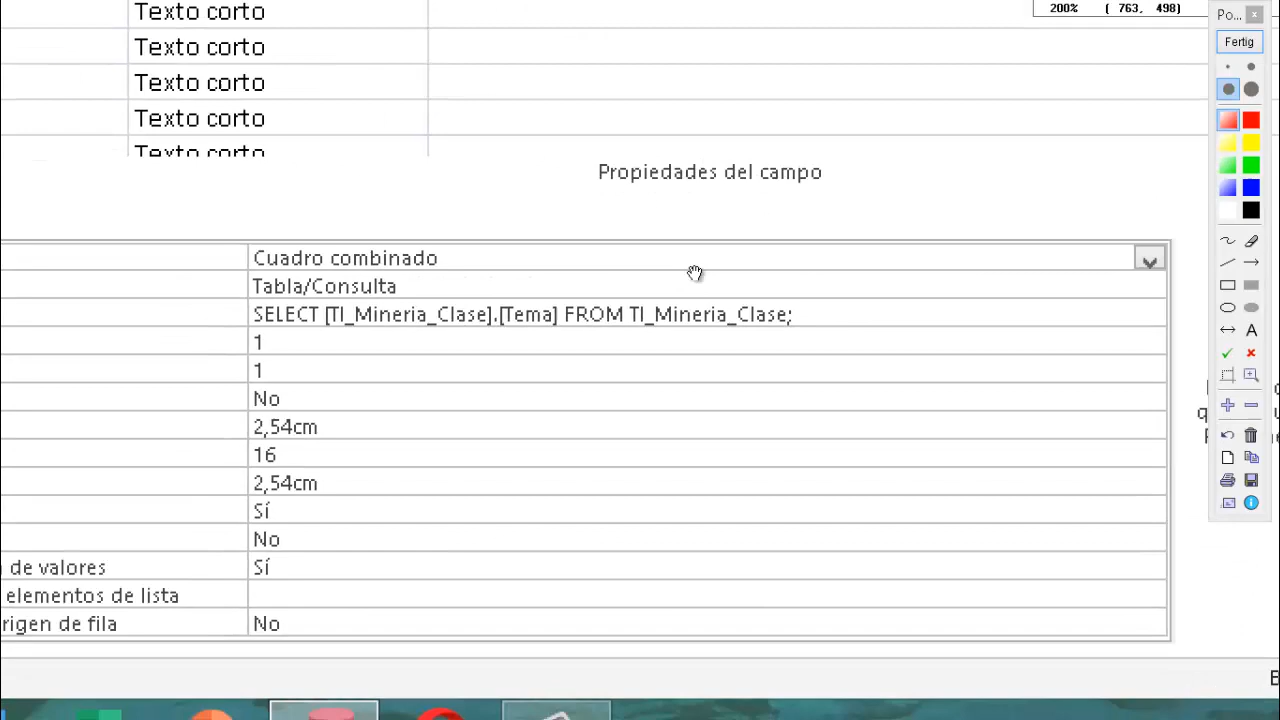 Texto corto
200% ( 763, 498)
Po...
Fertig
Texto corto
Texto corto
Texto corto
Texto corto
Propiedades del campo
Cuadro combinado
Tabla/Consulta
SELECT [TI_Mineria_Clase].[Tema] FROM TI_Mineria_Clase;
1
1
No
2,54cm
16
2,54cm
Sí
No
de valores Sí
elementos de lista
rigen de fila No
A